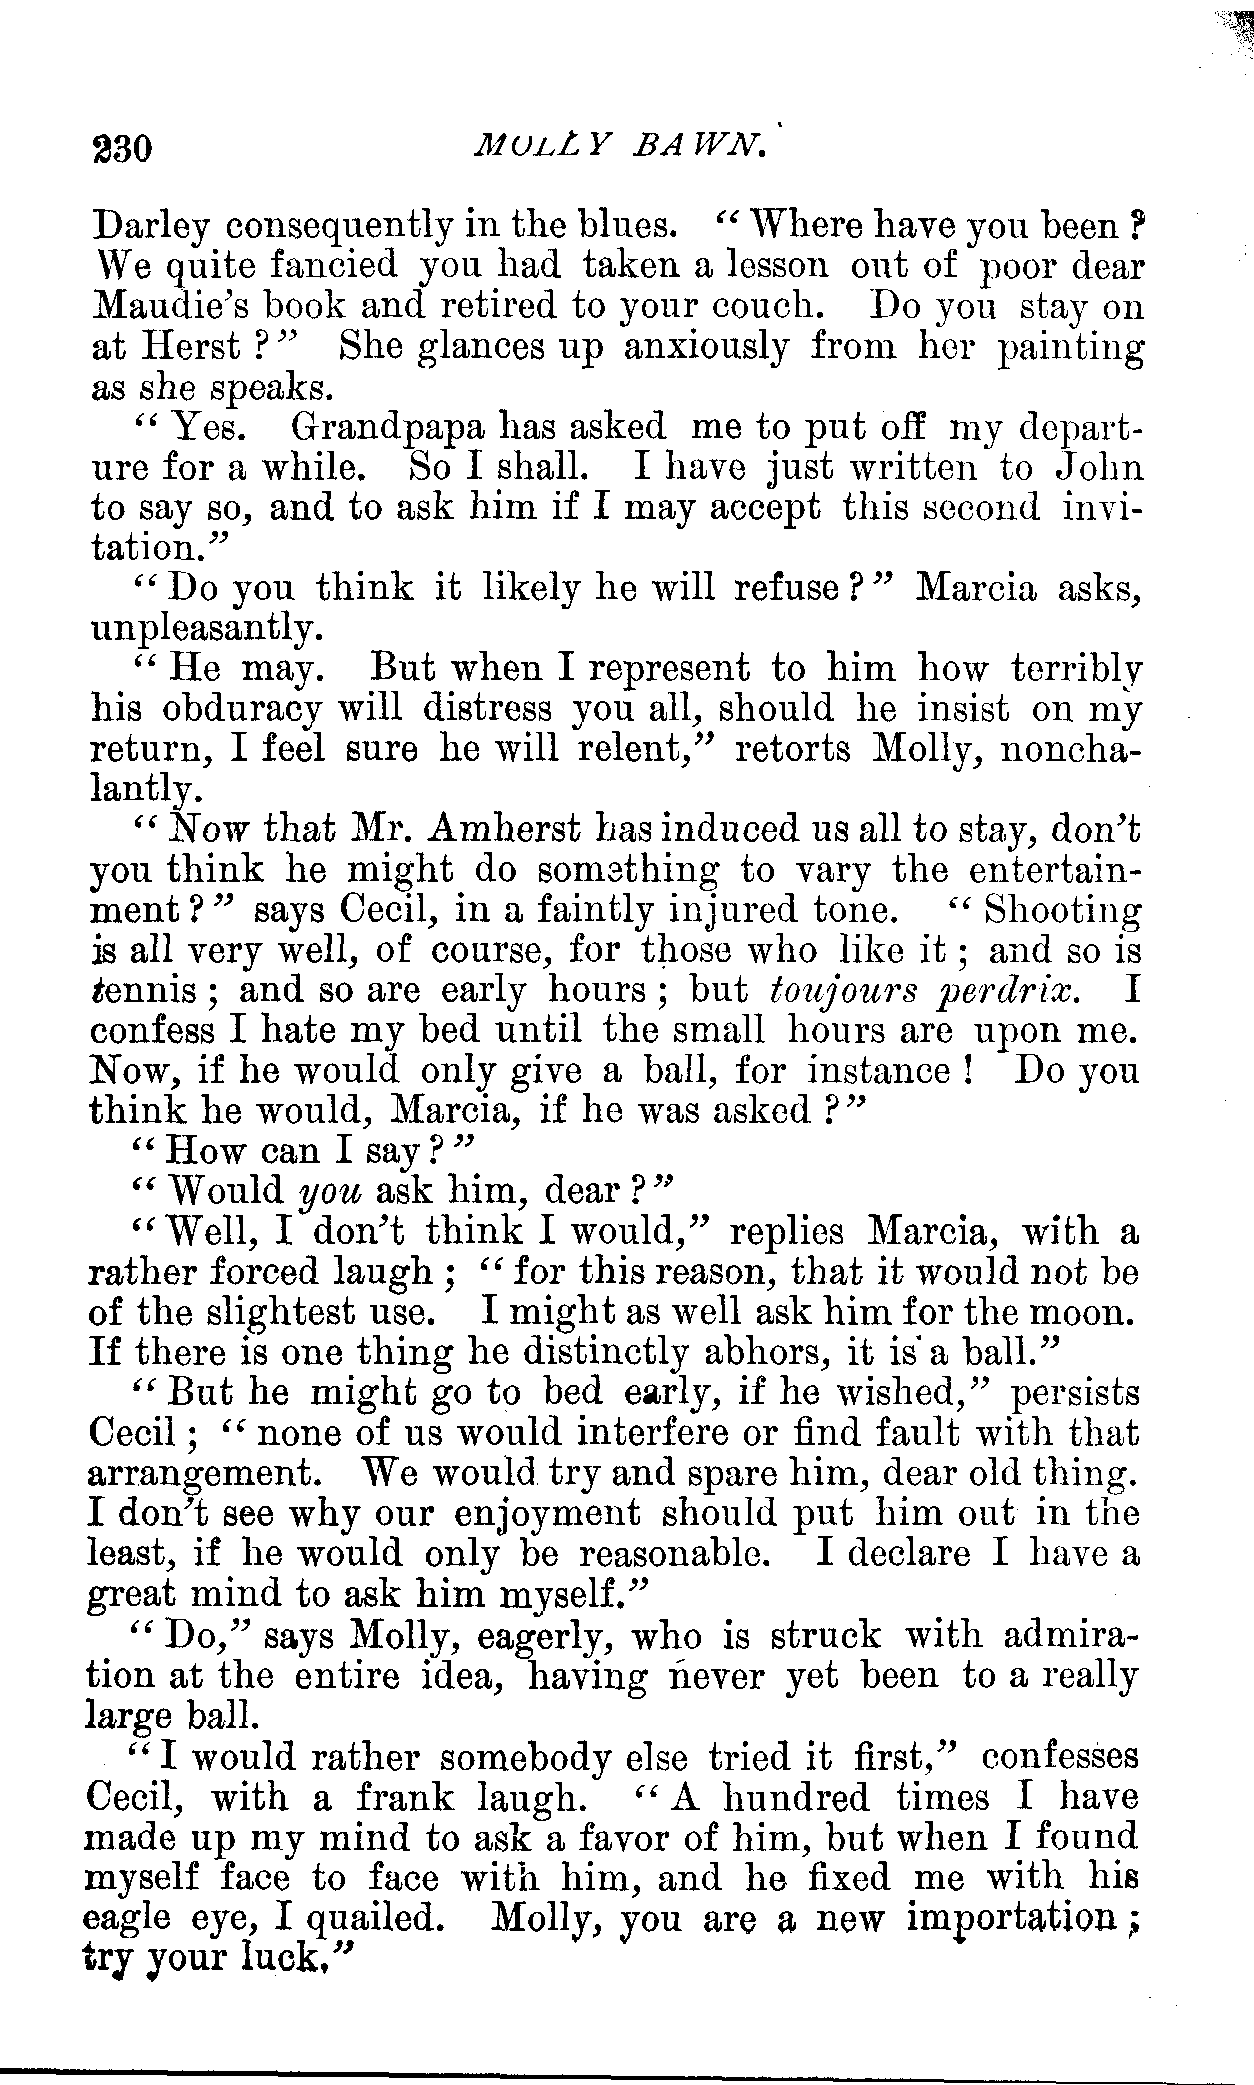 230 MOLLY BAWN.
Darley consequently in the blues. “Where have you been?
We quite fancied you had taken a lesson out of poor dear
Maudie’s book and retired to your couch. Do you stay on
at Herst?” She glances up anxiously from her painting
as she speaks.
“Yes. Grandpapa has asked me to put off my depart-
ure for a while. So I shall. I have just written to John
to say so, and to ask him if I may accept this second invi-
tation.”
“Do you think it likely he will refuse?” Marcia asks,
unpleasantly.
“He may. But when I represent to him how terribly
his obduracy will distress you all, should he insist on my
return, I feel sure he will relent,” retorts Molly, noncha-
lantly.
“Now that Mr. Amherst has induced us all to stay, don’t
you think he might do something to vary the entertain-
ment?” says Cecil, in a faintly injured tone. “Shooting
is all very well, of course, for those who like it; and so is
tennis; and so are early hours; but toujours perdrix. I
confess I hate my bed until the small hours are upon me.
Now, if he would only give a ball, for instance! Do you
think he would, Marcia, if he was asked?”
“How can I say?”
“Would you ask him, dear?”
“Well, I don’t think I would,” replies Marcia, with a
rather forced laugh; “for this reason, that it would not be
of the slightest use. I might as well ask him for the moon.
If there is one thing he distinctly abhors, it is a ball.”
“But he might go to bed early, if he wished,” persists
Cecil; “none of us would interfere or find fault with that
arrangement. We would try and spare him, dear old thing.
I don’t see why our enjoyment should put him out in the
least, if he would only be reasonable. I declare I have a
great mind to ask him myself.”
“Do,” says Molly, eagerly, who is struck with admira-
tion at the entire idea, having never yet been to a really
large ball.
“I would rather somebody else tried it first,” confesses
Cecil, with a frank laugh. “A hundred times I have
made up my mind to ask a favor of him, but when I found
myself face to face with him, and he fixed me with his
eagle eye, I quailed. Molly, you are a new importation;
try your luck.”